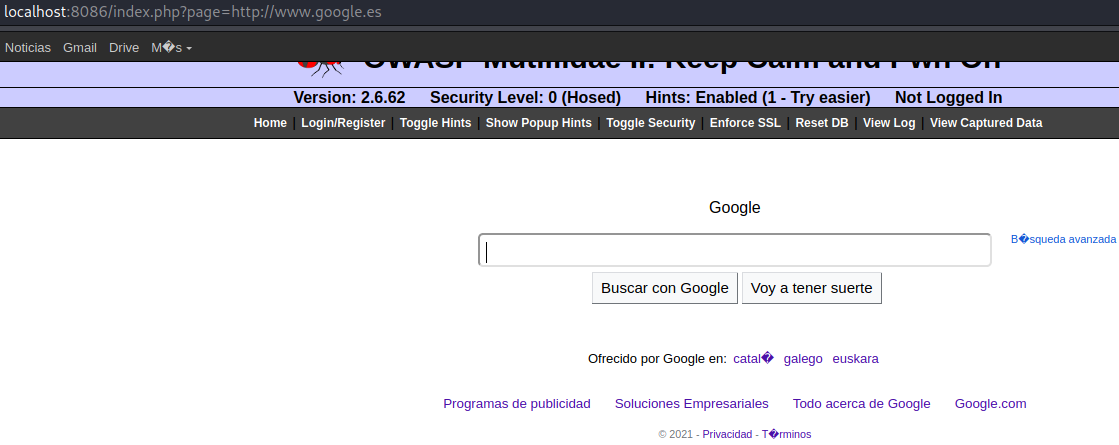 localhost:8086/index.php?page=http://www.google.es
Noticias Gmail Drive M�s
OWASP Mutillidae II: Keep Calm and Pwn On
Version: 2.6.62 Security Level: 0 (Hosed) Hints: Enabled (1 - Try easier) Not Logged In
Home | Login/Register | Toggle Hints | Show Popup Hints | Toggle Security | Enforce SSL | Reset DB | View Log | View Captured Data
Google
B�squeda avanzada
Buscar con Google Voy a tener suerte
Ofrecido por Google en: catal� galego euskara
Programas de publicidad Soluciones Empresariales Todo acerca de Google Google.com
© 2021 - Privacidad - T�rminos